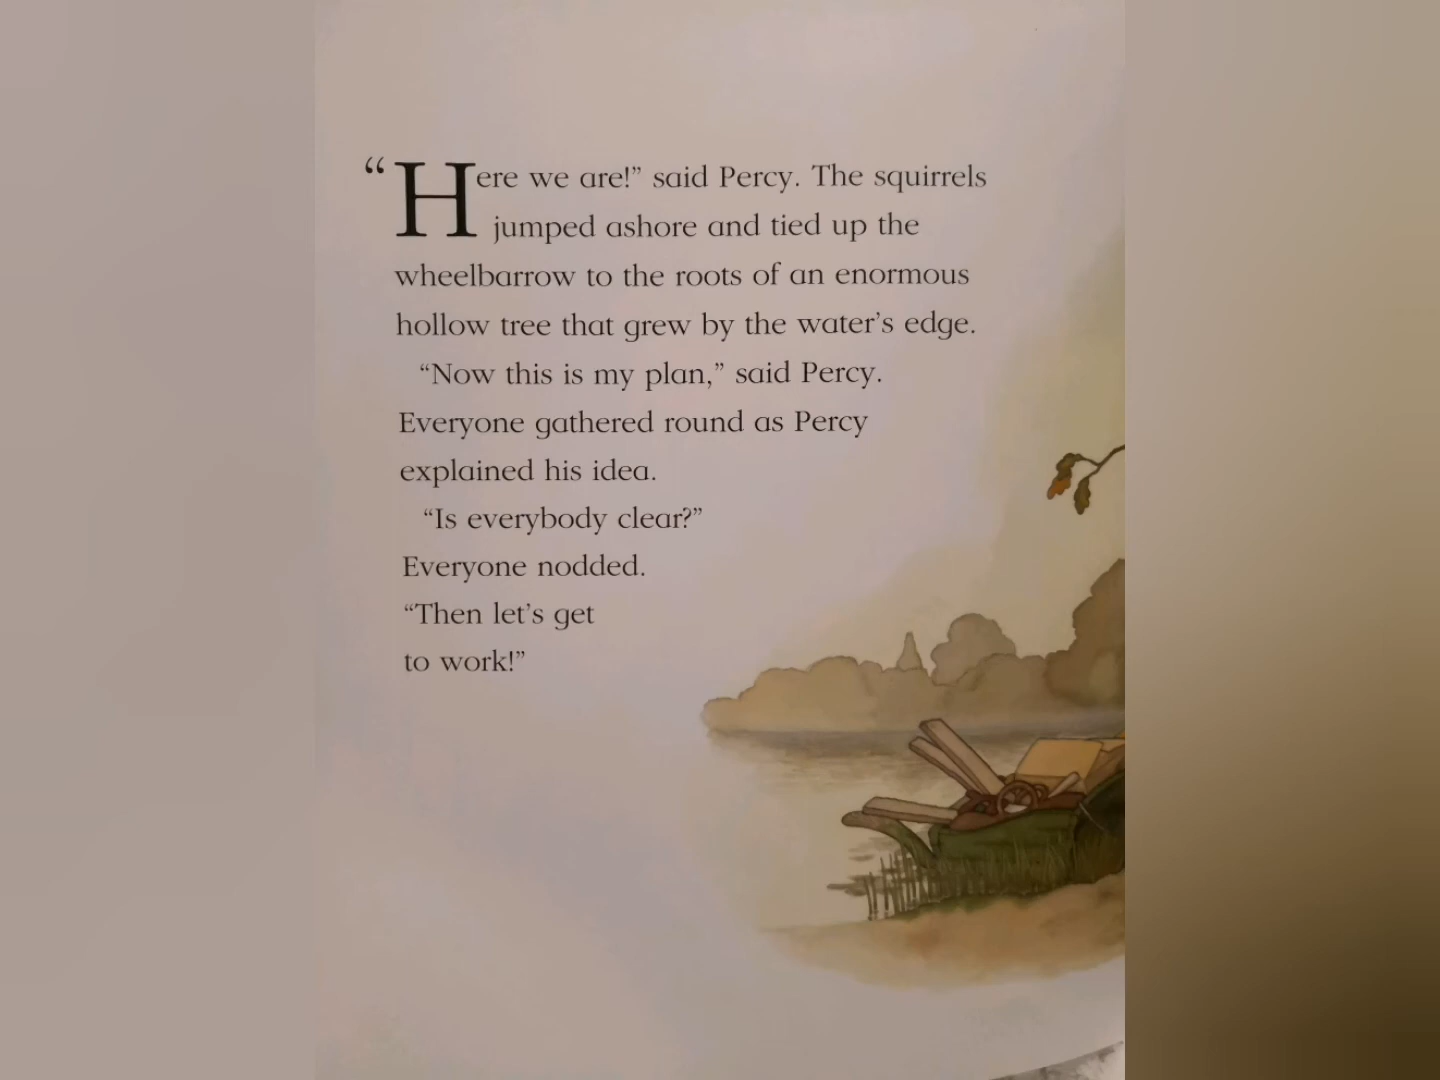 “Here we are!” said Percy. The squirrels
jumped ashore and tied up the
wheelbarrow to the roots of an enormous
hollow tree that grew by the water’s edge.
“Now this is my plan,” said Percy.
Everyone gathered round as Percy
explained his idea.
“Is everybody clear?”
Everyone nodded.
“Then let’s get
to work!”